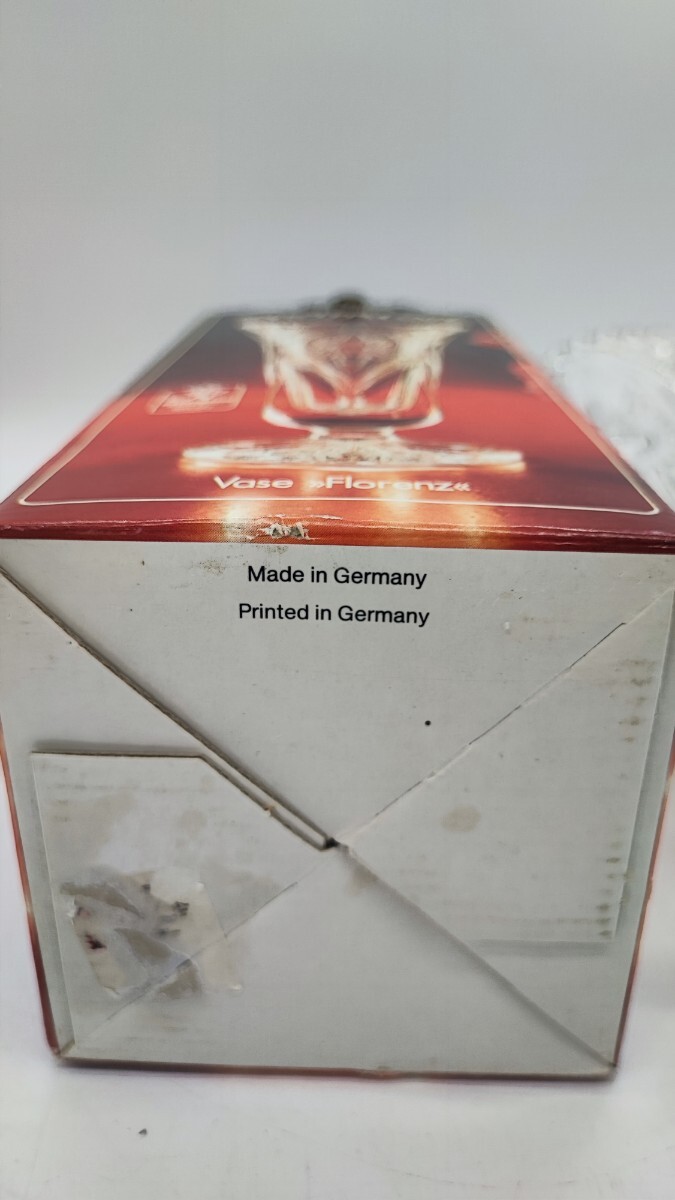 Vase »Florenz«
Made in Germany
Printed in Germany